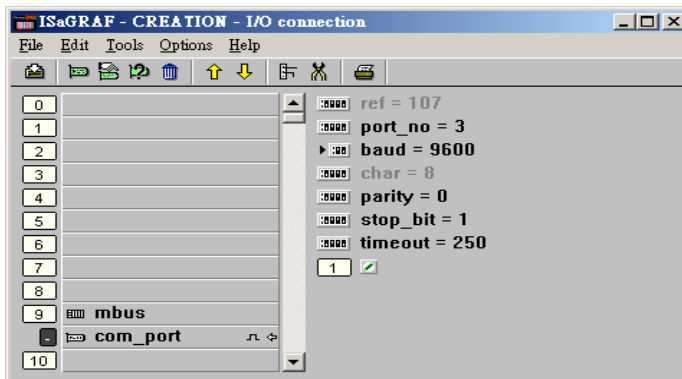 ISaGRAF - CREATION - I/O connection
File Edit Tools Options Help
0
1
2
3
4
5
6
7
8
9 mbus
- com_port
10
ref = 107
port_no = 3
baud = 9600
char = 8
parity = 0
stop_bit = 1
timeout = 250
1